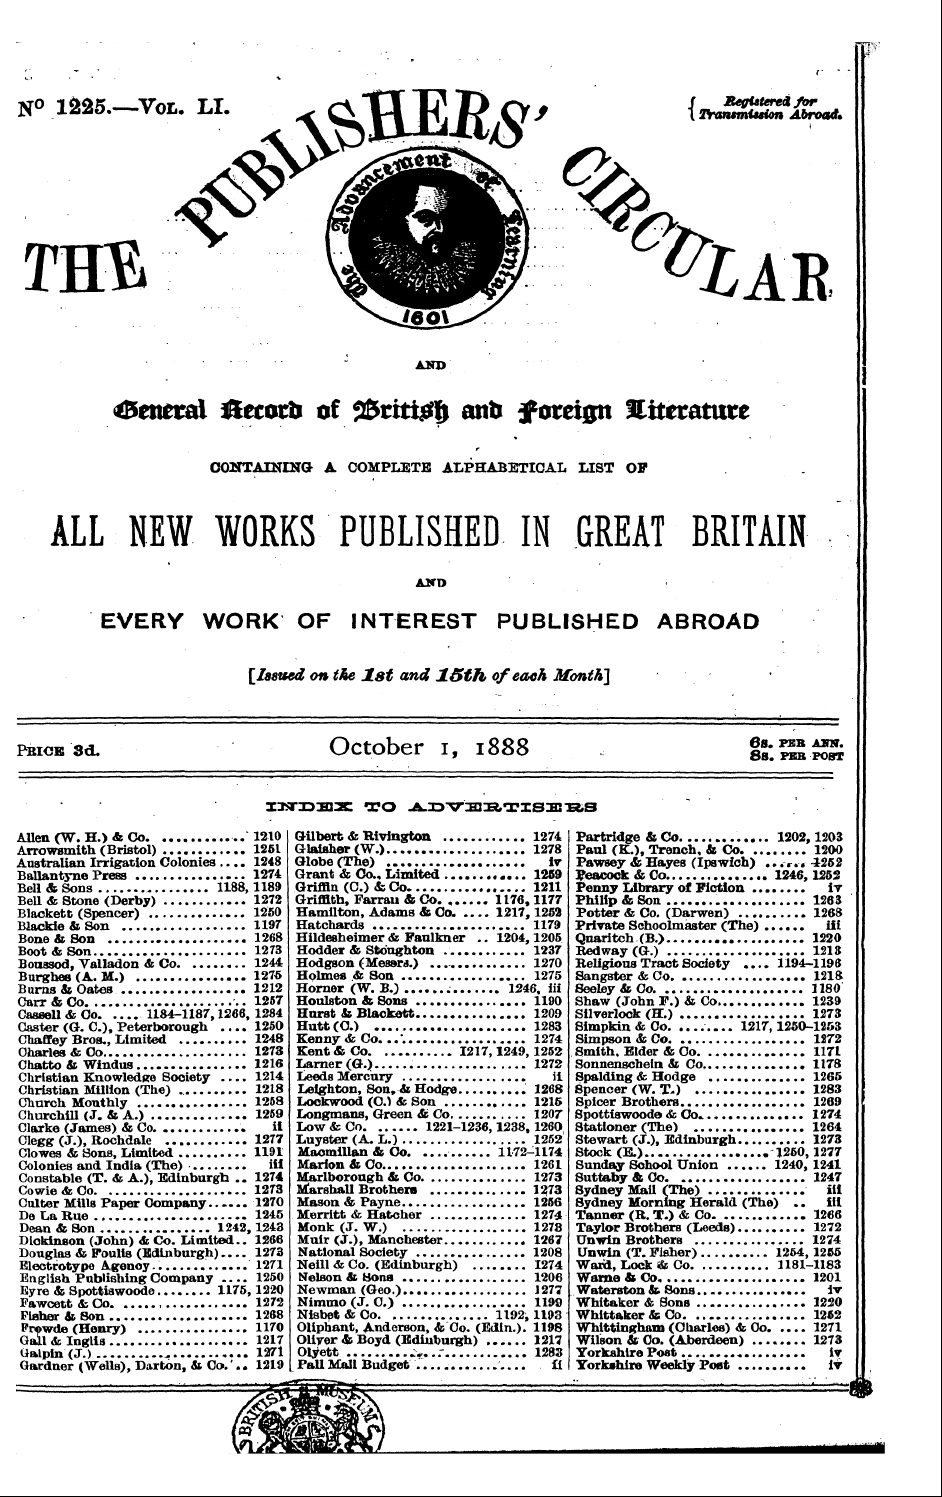 Nº 1225.—VOL. LI.
{ Registered for
Transmission Abroad.
THE PUBLISHERS' CIRCULAR
The Advancement of Learning
1601
AND
General Record of British and Foreign Literature
CONTAINING A COMPLETE ALPHABETICAL LIST OF
ALL NEW WORKS PUBLISHED IN GREAT BRITAIN
AND
EVERY WORK OF INTEREST PUBLISHED ABROAD
[Issued on the 1st and 15th of each Month]
PRICE 3d.
October 1, 1888
6s. PER ANN.
8s. PER POST
INDEX TO ADVERTISERS
Allen (W. H.) & Co. ............ 1210
Arrowsmith (Bristol) ............ 1251
Australian Irrigation Colonies .... 1248
Ballantyne Press ............... 1274
Bell & Sons ............... 1188, 1189
Bell & Stone (Derby) ............ 1272
Blackett (Spencer) .............. 1250
Blackie & Son .................. 1197
Bone & Son .................... 1268
Boot & Son..................... 1273
Boussod, Valladon & Co. ........ 1244
Burghes (A. M.) ................ 1275
Burns & Oates .................. 1212
Carr & Co. ..................... 1257
Cassell & Co. .... 1184-1187, 1266, 1284
Caster (G. C.), Peterborough .... 1250
Chaffey Bros., Limited .......... 1248
Charles & Co.................... 1273
Chatto & Windus................ 1216
Christian Knowledge Society .... 1214
Christian Million (The) .......... 1218
Church Monthly ................ 1258
Churchill (J. & A.) .............. 1259
Clarke (James) & Co. ............ ii
Clegg (J.), Rochdale ............ 1277
Clowes & Sons, Limited .......... 1191
Colonies and India (The) ........ iii
Constable (T. & A.), Edinburgh .. 1274
Cowie & Co. .................... 1273
Culter Mills Paper Company...... 1270
De La Rue ..................... 1245
Dean & Son ............... 1242, 1243
Dickinson (John) & Co. Limited.. 1266
Douglas & Foulis (Edinburgh).... 1273
Electrotype Agency.............. 1271
English Publishing Company .... 1250
Eyre & Spottiswoode........ 1175, 1220
Fawcett & Co. .................. 1272
Fisher & Son ................... 1268
Frowde (Henry) ................ 1170
Gall & Inglis ................... 1217
Galpin (J.) ..................... 1271
Gardner (Wells), Darton, & Co. .. 1219
Gilbert & Rivington ............ 1274
Glaisher (W.)................... 1278
Globe (The) .................... iv
Grant & Co., Limited ........... 1259
Griffin (C.) & Co. ............... 1211
Griffith, Farran & Co. ...... 1176, 1177
Hamilton, Adams & Co. .... 1217, 1252
Hatchards ..................... 1179
Hildesheimer & Faulkner .. 1204, 1205
Hodder & Stoughton ............ 1237
Hodgson (Messrs.) .............. 1270
Holmes & Son .................. 1275
Horner (W. B.) ............ 1246, iii
Houlston & Sons ................ 1190
Hurst & Blackett................ 1209
Hutt (C.) ...................... 1283
Kenny & Co. .................... 1274
Kent & Co. .......... 1217, 1249, 1252
Larner (G.)..................... 1272
Leeds Mercury .................. ii
Leighton, Son, & Hodge.......... 1268
Lockwood (C.) & Son ............ 1215
Longmans, Green & Co. .......... 1207
Low & Co. ...... 1221-1236, 1238, 1260
Luyster (A. L.) ................. 1252
Macmillan & Co. .......... 1172-1174
Marion & Co.................... 1261
Marlborough & Co. .............. 1273
Marshall Brothers .............. 1273
Mason & Payne................. 1256
Merritt & Hatcher .............. 1274
Monk (J. W.) ................... 1278
Muir (J.), Manchester............ 1267
National Society ................ 1208
Neill & Co. (Edinburgh) ........ 1274
Nelson & Sons .................. 1206
Newman (Geo.)................. 1277
Nimmo (J. C.) .................. 1199
Nisbet & Co. ............. 1192, 1193
Oliphant, Anderson, & Co. (Edin.). 1198
Oliver & Boyd (Edinburgh) ...... 1217
Olyett ......................... 1283
Pall Mall Budget ................ ii
Partridge & Co. ............ 1202, 1203
Paul (K.), Trench, & Co. ........ 1200
Pawsey & Hayes (Ipswich) ...... 1252
Peacock & Co. ............. 1246, 1252
Penny Library of Fiction ....... iv
Philip & Son ................... 1263
Potter & Co. (Darwen) .......... 1268
Private Schoolmaster (The) ...... iii
Quaritch (B.)................... 1220
Redway (G.) ................... 1213
Religious Tract Society .... 1194-1196
Sangster & Co. ................. 1218
Seeley & Co. ................... 1180
Shaw (John F.) & Co............. 1239
Silverlock (H.) ................. 1273
Simpkin & Co. ........ 1217, 1250-1253
Simpson & Co. ................. 1272
Smith, Elder & Co. ............. 1171
Sonnenschein & Co............... 1178
Spalding & Hodge .............. 1265
Spencer (W. T.) ................ 1283
Spicer Brothers.................. 1269
Spottiswoode & Co............... 1274
Stationer (The) ................. 1264
Stewart (J.), Edinburgh.......... 1273
Stock (E.)................. 1250, 1277
Sunday School Union ...... 1240, 1241
Suttaby & Co. .................. 1247
Sydney Mail (The) ............. iii
Sydney Morning Herald (The) .. iii
Tanner (R. T.) & Co. ............ 1266
Taylor Brothers (Leeds).......... 1272
Unwin Brothers ................ 1274
Unwin (T. Fisher).......... 1254, 1255
Ward, Lock & Co. .......... 1181-1183
Warne & Co. ................... 1201
Waterston & Sons............... iv
Whitaker & Sons ............... 1220
Whittaker & Co. ................ 1252
Whittingham (Charles) & Co. .... 1271
Wilson & Co. (Aberdeen) ........ 1273
Yorkshire Post .................. iv
Yorkshire Weekly Post .......... iv
BRITISH MUSEUM